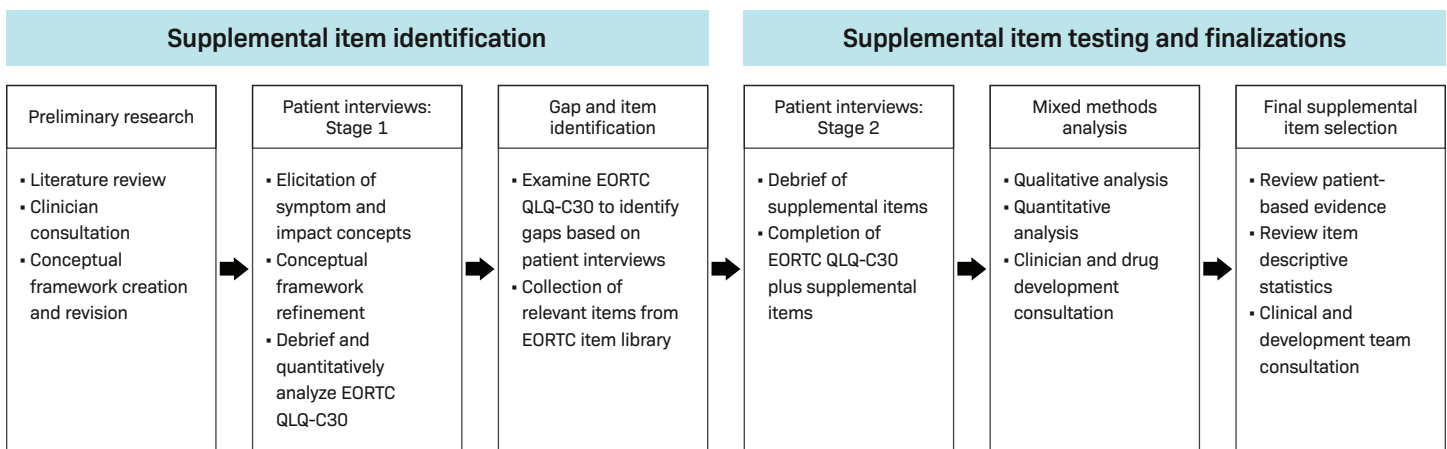 Supplemental item identification
Supplemental item testing and finalizations
Preliminary research
▪ Literature review
▪ Clinician
consultation
▪ Conceptual
framework creation
and revision
Patient interviews:
Stage 1
▪ Elicitation of
symptom and
impact concepts
▪ Conceptual
framework
refinement
▪ Debrief and
quantitatively
analyze EORTC
QLQ-C30
Gap and item
identification
▪ Examine EORTC
QLQ-C30 to identify
gaps based on
patient interviews
▪ Collection of
relevant items from
EORTC item library
Patient interviews:
Stage 2
▪ Debrief of
supplemental items
▪ Completion of
EORTC QLQ-C30
plus supplemental
items
Mixed methods
analysis
▪ Qualitative analysis
▪ Quantitative
analysis
▪ Clinician and drug
development
consultation
Final supplemental
item selection
▪ Review patient-
based evidence
▪ Review item
descriptive
statistics
▪ Clinical and
development team
consultation